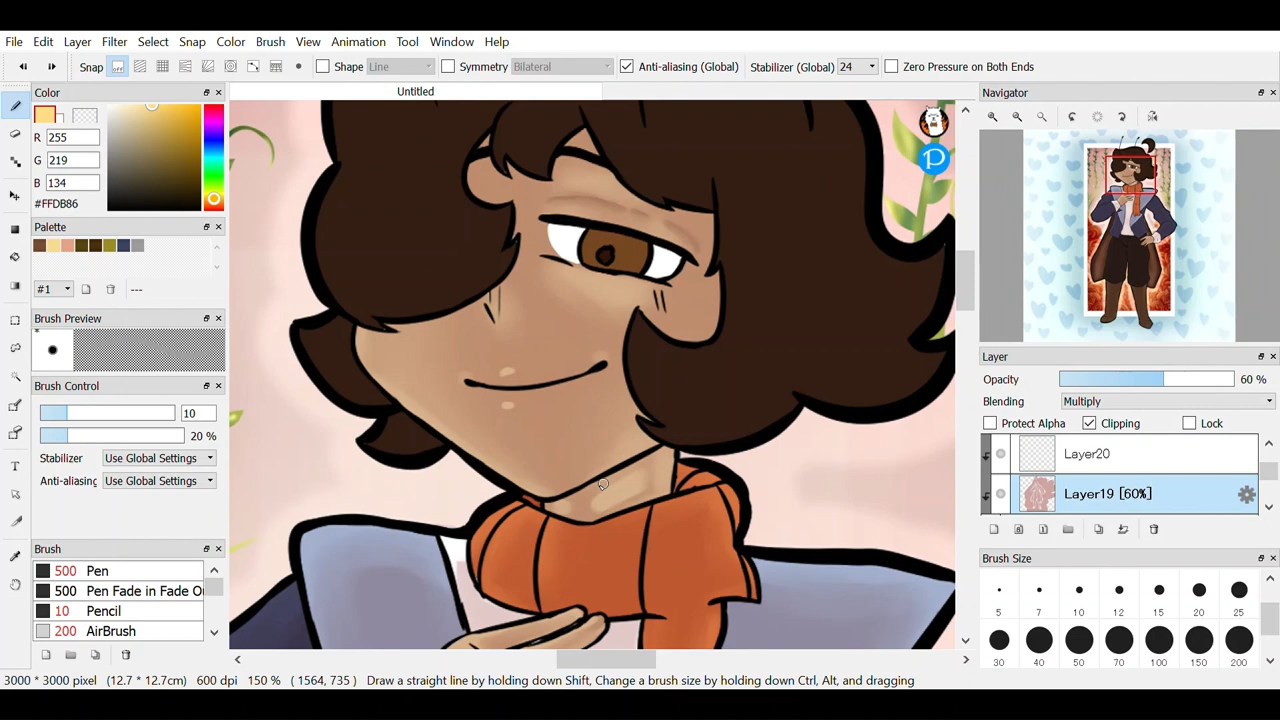 File Edit Layer Filter Select Snap Color Brush View Animation Tool Window Help
Snap off Shape Line Symmetry Bilateral Anti-aliasing (Global) Stabilizer (Global) 24 Zero Pressure on Both Ends
Color
R 255
G 219
B 134
#FFDB86
Palette
#1 ---
Brush Preview
*
Brush Control
10
20 %
Stabilizer Use Global Settings
Anti-aliasing Use Global Settings
Brush
500 Pen
500 Pen Fade in Fade O
10 Pencil
200 AirBrush
Untitled
Navigator
Layer
Opacity 60 %
Blending Multiply
Protect Alpha Clipping Lock
Layer20
Layer19 [60%]
Brush Size
5 7 10 12 15 20 25
30 40 50 70 100 150 200
3000 * 3000 pixel (12.7 * 12.7cm) 600 dpi 150 % ( 1564, 735 ) Draw a straight line by holding down Shift, Change a brush size by holding down Ctrl, Alt, and dragging